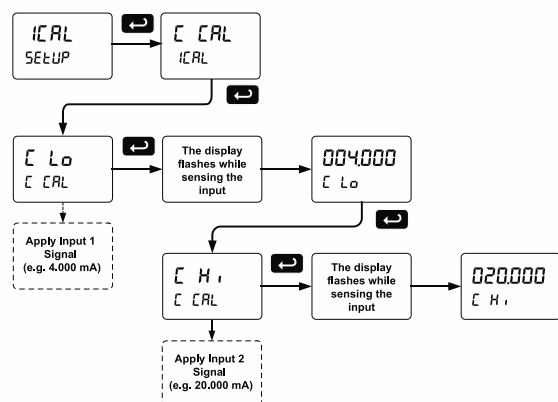 ICAL
SEtUP
C CAL
ICAL
C Lo
C CAL
The display
flashes while
sensing the
input
004.000
C Lo
Apply Input 1
Signal
(e.g. 4.000 mA)
C Hi
C CAL
The display
flashes while
sensing the
input
020.000
C Hi
Apply Input 2
Signal
(e.g. 20.000 mA)